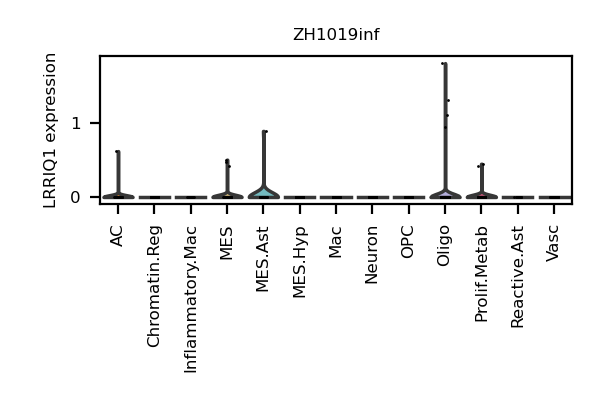 ZH1019inf
LRRIQ1 expression
1
0
AC
Chromatin.Reg
Inflammatory.Mac
MES
MES.Ast
MES.Hyp
Mac
Neuron
OPC
Oligo
Prolif.Metab
Reactive.Ast
Vasc